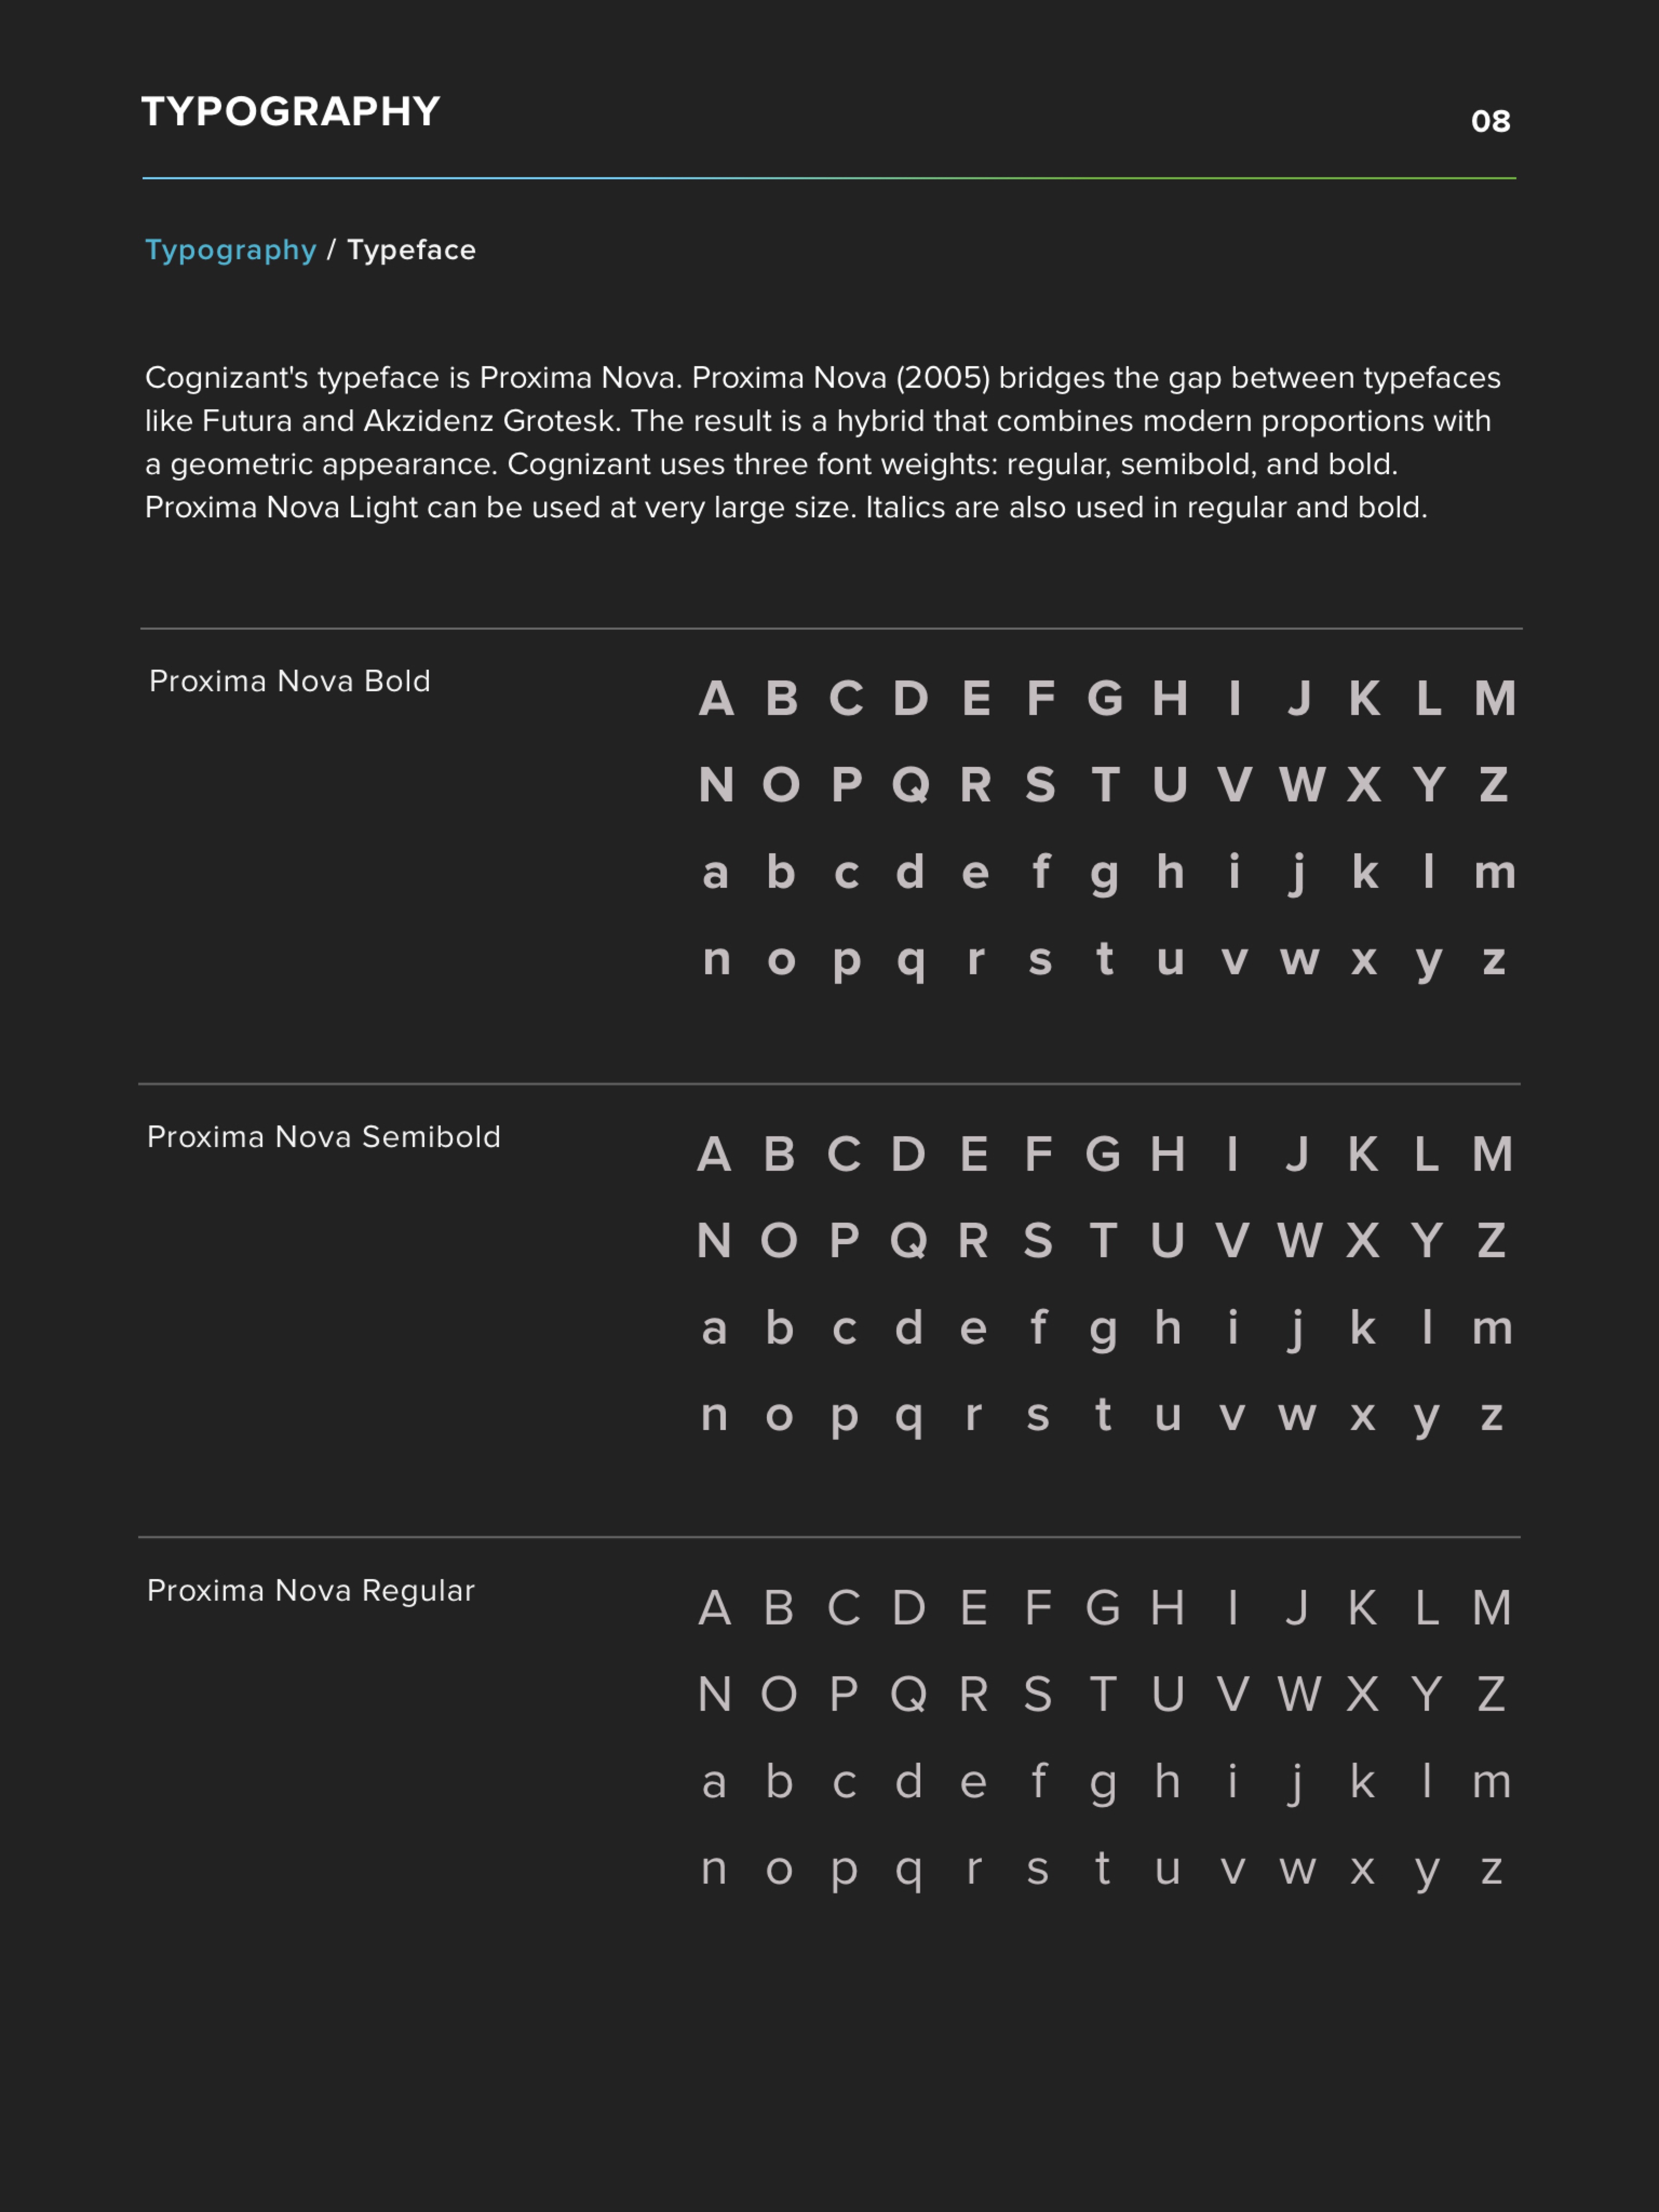 TYPOGRAPHY
08
Typography / Typeface
Cognizant's typeface is Proxima Nova. Proxima Nova (2005) bridges the gap between typefaces
like Futura and Akzidenz Grotesk. The result is a hybrid that combines modern proportions with
a geometric appearance. Cognizant uses three font weights: regular, semibold, and bold.
Proxima Nova Light can be used at very large size. Italics are also used in regular and bold.
Proxima Nova Bold
A B C D E F G H I J K L M
N O P Q R S T U V W X Y Z
a b c d e f g h i j k l m
n o p q r s t u v w x y z
Proxima Nova Semibold
A B C D E F G H I J K L M
N O P Q R S T U V W X Y Z
a b c d e f g h i j k l m
n o p q r s t u v w x y z
Proxima Nova Regular
A B C D E F G H I J K L M
N O P Q R S T U V W X Y Z
a b c d e f g h i j k l m
n o p q r s t u v w x y z